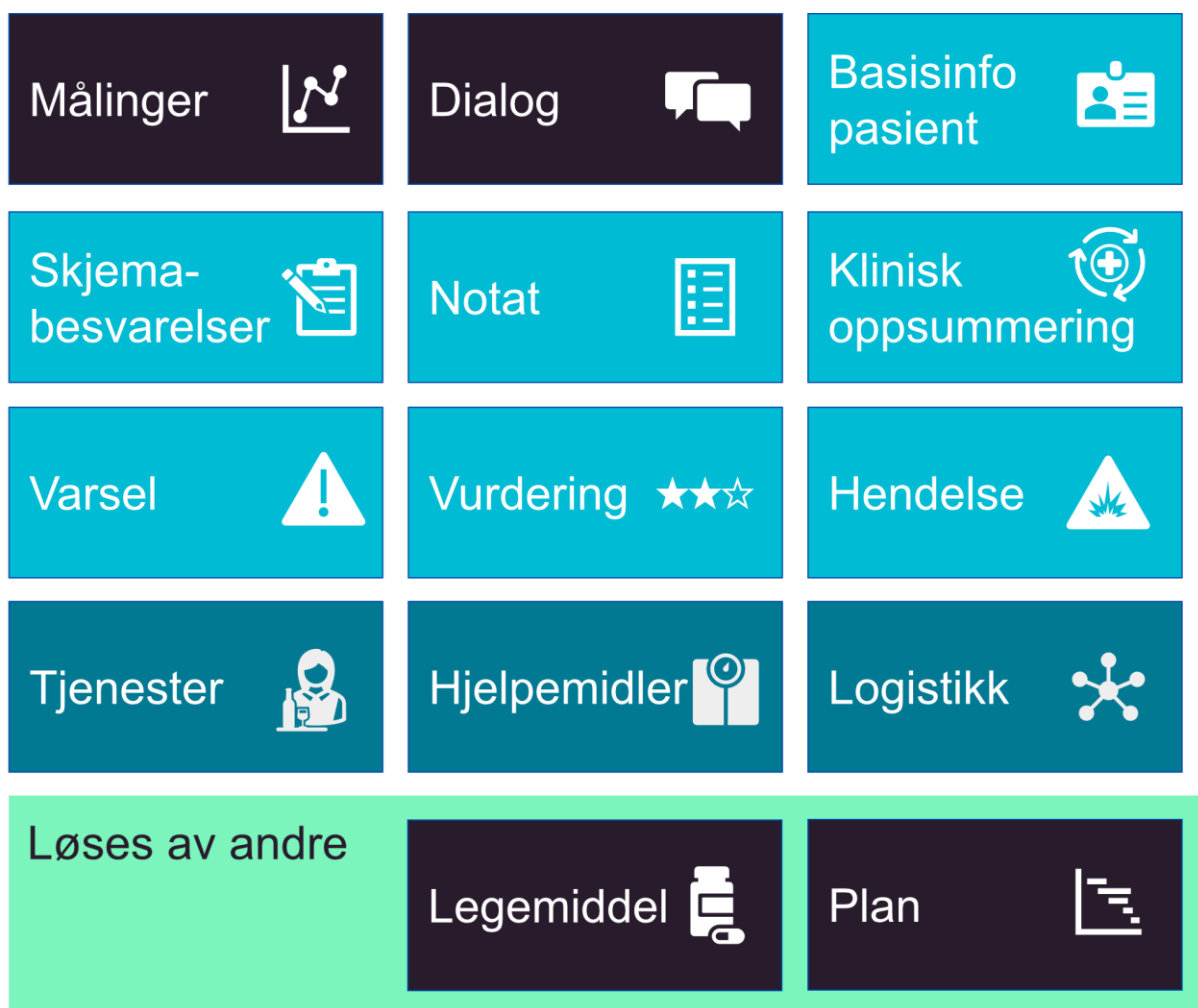 Målinger
Dialog
Basisinfo
pasient
Skjema-
besvarelser
Notat
Klinisk
oppsummering
Varsel
Vurdering
Hendelse
Tjenester
Hjelpemidler
Logistikk
Løses av andre
Legemiddel
Plan